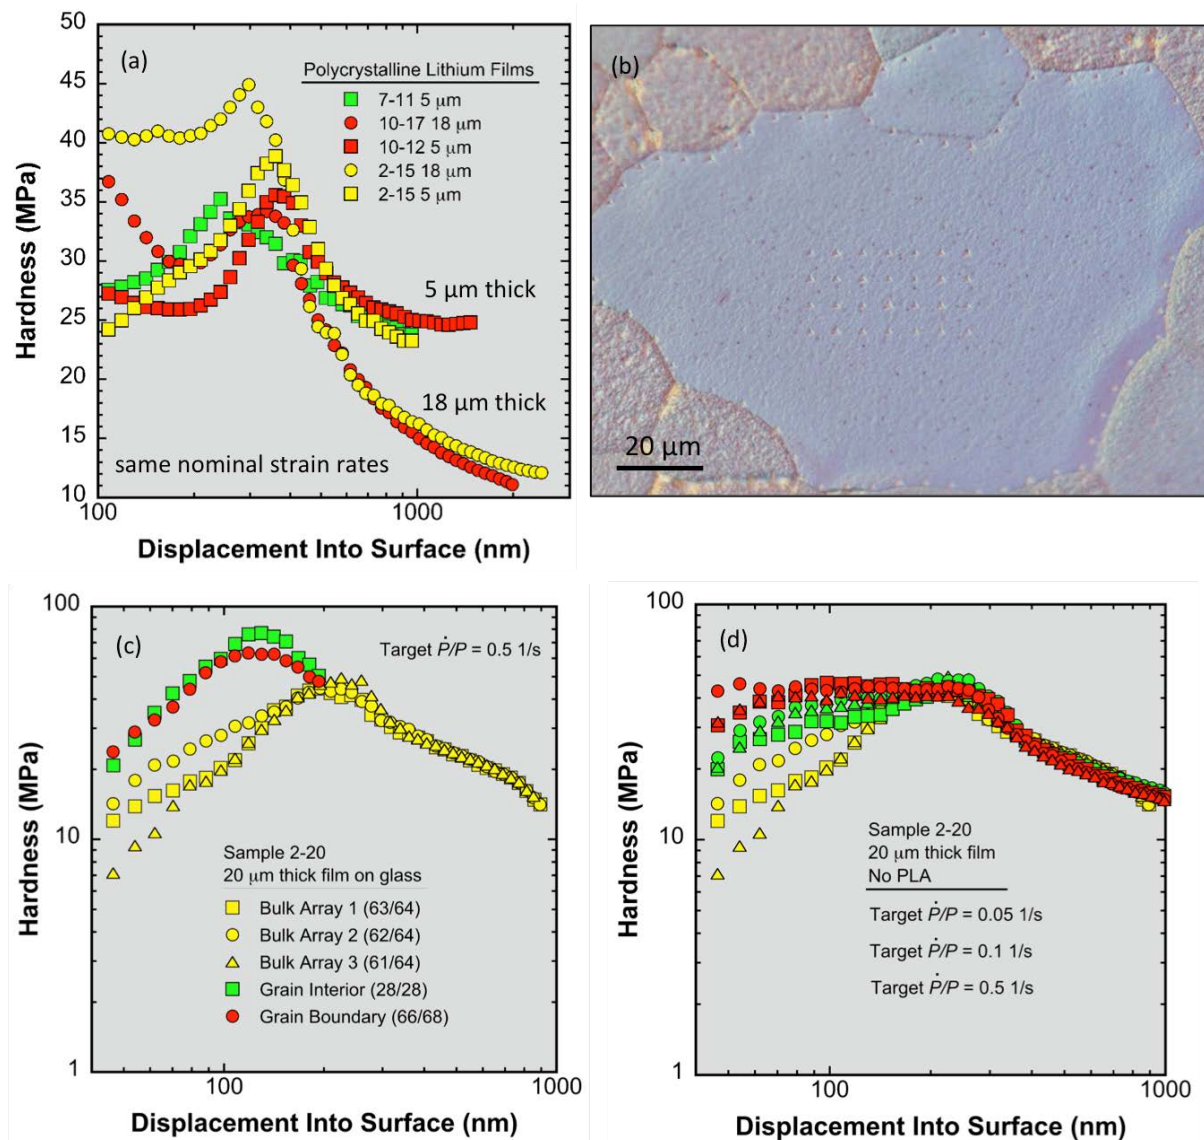 (a)
50
45
40
35
30
25
20
15
10
Hardness (MPa)
Polycrystalline Lithium Films
7-11 5 μm
10-17 18 μm
10-12 5 μm
2-15 18 μm
2-15 5 μm
5 μm thick
18 μm thick
same nominal strain rates
100
1000
Displacement Into Surface (nm)
(b)
20 μm
(c)
100
10
1
Hardness (MPa)
Target Ṗ/P = 0.5 1/s
Sample 2-20
20 μm thick film on glass
Bulk Array 1 (63/64)
Bulk Array 2 (62/64)
Bulk Array 3 (61/64)
Grain Interior (28/28)
Grain Boundary (66/68)
100
1000
Displacement Into Surface (nm)
(d)
100
10
1
Hardness (MPa)
Sample 2-20
20 μm thick film
No PLA
Target Ṗ/P = 0.05 1/s
Target Ṗ/P = 0.1 1/s
Target Ṗ/P = 0.5 1/s
100
1000
Displacement Into Surface (nm)